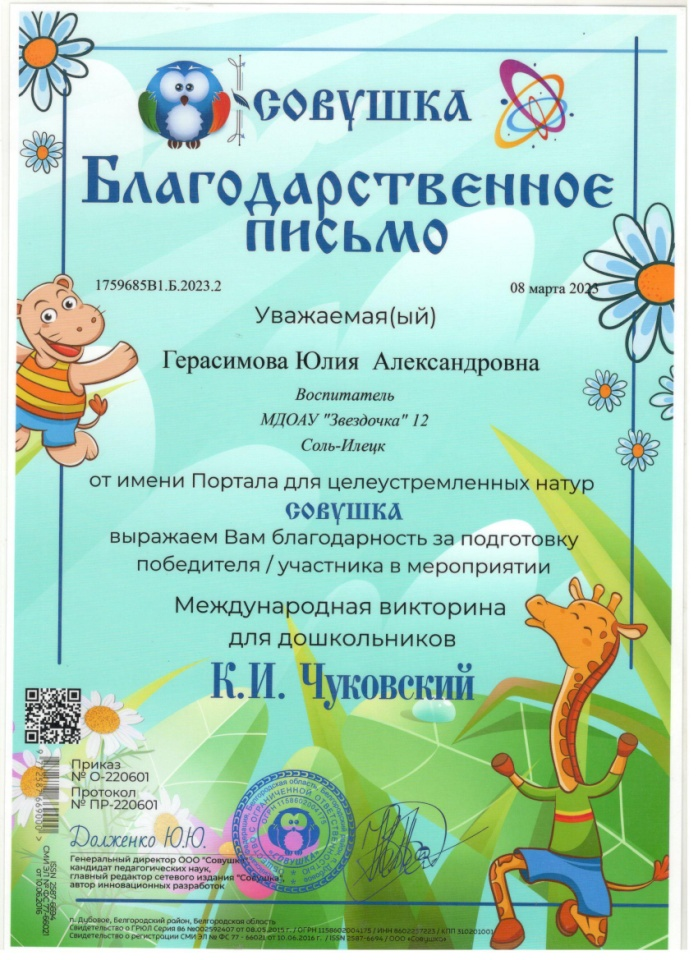 СОВУШКА
Благодарственное
письмо
1759685В1.Б.2023.2
08 марта 2023
Уважаемая(ый)
Герасимова Юлия Александровна
Воспитатель
МДОАУ "Звездочка" 12
Соль-Илецк
от имени Портала для целеустремленных натур
СОВУШКА
выражаем Вам благодарность за подготовку
победителя / участника в мероприятии
Международная викторина
для дошкольников
К.И. Чуковский
Приказ
№ О-220601
Протокол
№ ПР-220601
Долженко Ю.Ю.
Генеральный директор ООО "Совушка"
кандидат педагогических наук,
главный редактор сетевого издания "Совушка"
автор инновационных разработок
ISSN 2587-6694
СМИ ЭЛ № ФС 77-66021
от 10.06.2016
"СОВУШКА"
п. Дубовое, Белгородский район, Белгородская область
Свидетельство о ГРЮЛ Серия 86 №002592407 от 08.05.2015 г. / ОГРН 1158602004175 / ИНН 8602227223 / КПП 310201001
Свидетельство о регистрации СМИ ЭЛ № ФС 77 - 66021 от 10.06.2016 г. / ISSN 2587-6694 / ООО «Совушка»